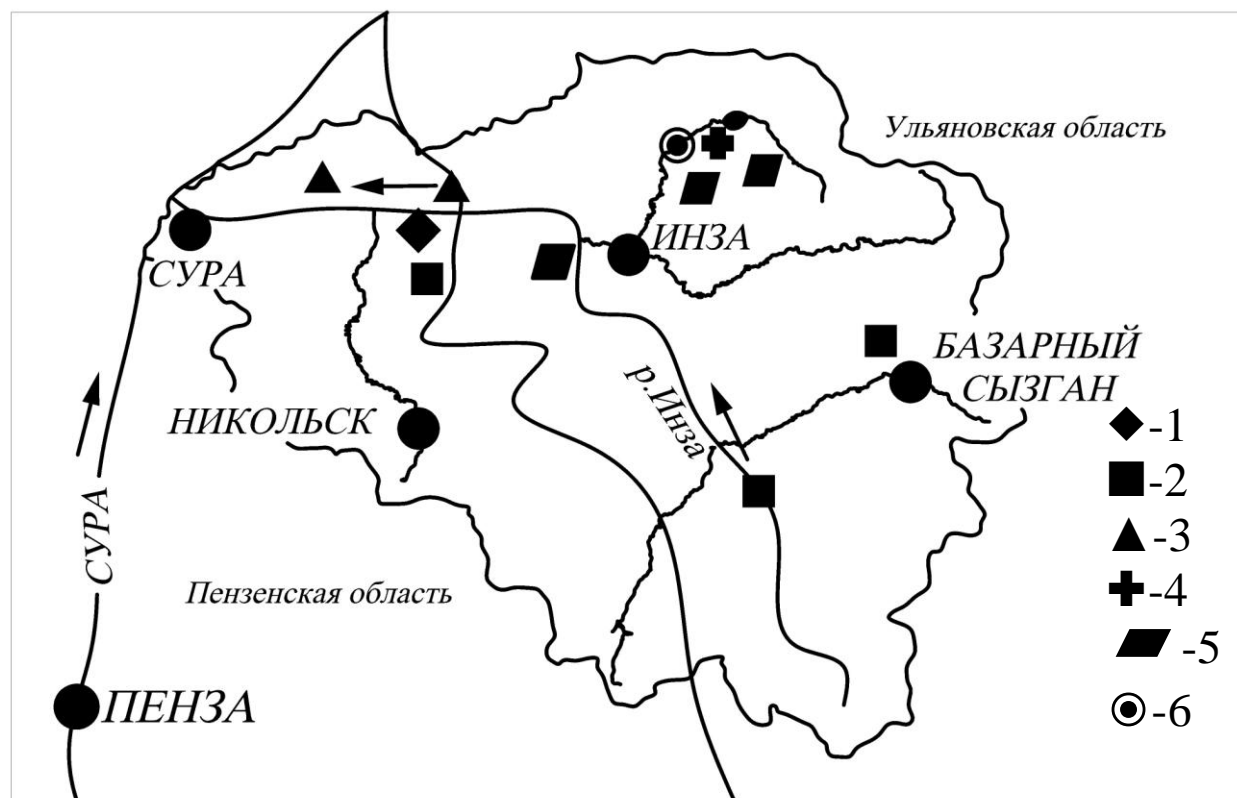 Ульяновская область
СУРА
ИНЗА
БАЗАРНЫЙ
СЫЗГАН
р.Инза
НИКОЛЬСК
СУРА
Пензенская область
ПЕНЗА
-1
-2
-3
-4
-5
-6